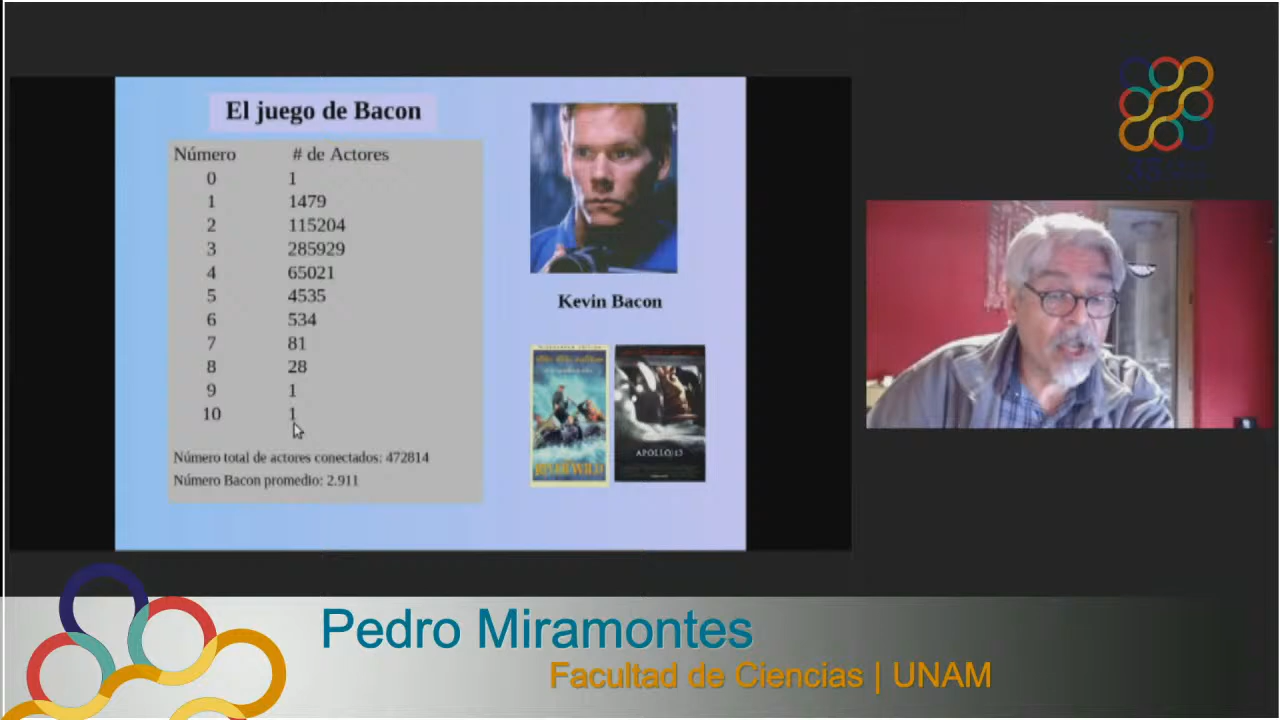 El juego de Bacon
Número # de Actores
0 1
1 1479
2 115204
3 285929
4 65021
5 4535
6 534
7 81
8 28
9 1
10 1
Número total de actores conectados: 472814
Número Bacon promedio: 2.911
Kevin Bacon
APOLLO 13
Pedro Miramontes
Facultad de Ciencias | UNAM